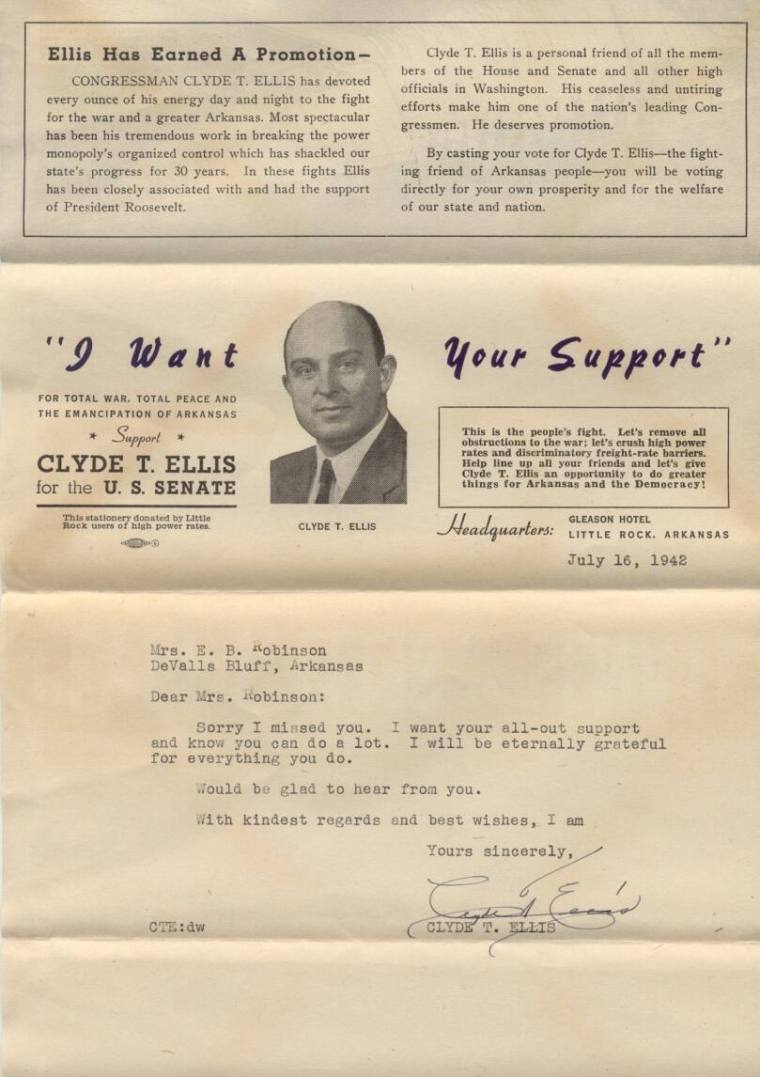 Ellis Has Earned A Promotion—
CONGRESSMAN CLYDE T. ELLIS has devoted
every ounce of his energy day and night to the fight
for the war and a greater Arkansas. Most spectacular
has been his tremendous work in breaking the power
monopoly's organized control which has shackled our
state's progress for 30 years. In these fights Ellis
has been closely associated with and had the support
of President Roosevelt.
Clyde T. Ellis is a personal friend of all the mem-
bers of the House and Senate and all other high
officials in Washington. His ceaseless and untiring
efforts make him one of the nation's leading Con-
gressmen. He deserves promotion.
By casting your vote for Clyde T. Ellis—the fight-
ing friend of Arkansas people—you will be voting
directly for your own prosperity and for the welfare
of our state and nation.
"I Want Your Support"
FOR TOTAL WAR, TOTAL PEACE AND
THE EMANCIPATION OF ARKANSAS
* Support *
CLYDE T. ELLIS
for the U. S. SENATE
This stationery donated by Little
Rock users of high power rates.
CLYDE T. ELLIS
This is the people's fight. Let's remove all
obstructions to the war; let's crush high power
rates and discriminatory freight-rate barriers.
Help line up all your friends and let's give
Clyde T. Ellis an opportunity to do greater
things for Arkansas and the Democracy!
Headquarters: GLEASON HOTEL
LITTLE ROCK, ARKANSAS
July 16, 1942
Mrs. E. B. Robinson
DeValls Bluff, Arkansas
Dear Mrs. Robinson:
Sorry I missed you. I want your all-out support
and know you can do a lot. I will be eternally grateful
for everything you do.
Would be glad to hear from you.
With kindest regards and best wishes, I am
Yours sincerely,
Clyde T. Ellis
CTE:dw
CLYDE T. ELLIS